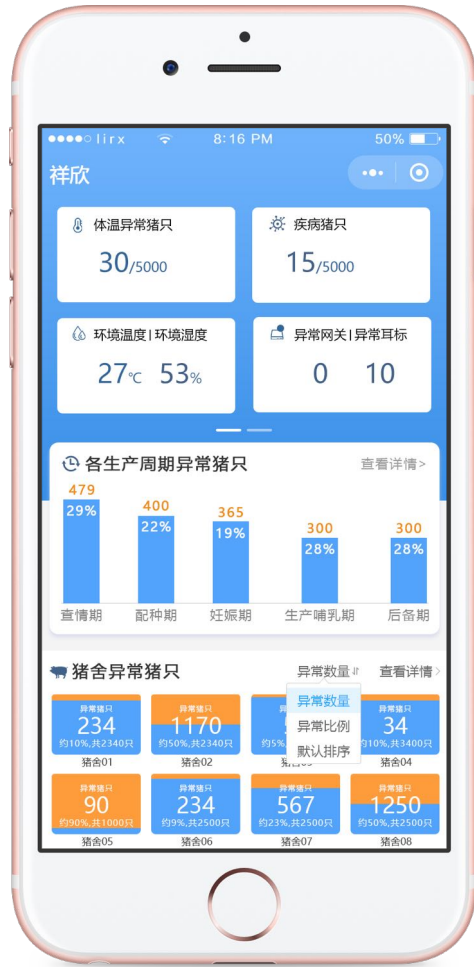 lirx 8:16 PM 50%
祥欣
体温异常猪只 疾病猪只
30/5000 15/5000
环境温度|环境湿度 异常网关|异常耳标
27℃ 53% 0 10
各生产周期异常猪只 查看详情>
479 400 365 300 300
29% 22% 19% 28% 28%
查情期 配种期 妊娠期 生产哺乳期 后备期
猪舍异常猪只 异常数量 查看详情>
异常数量
异常比例
默认排序
异常猪只 异常猪只 异常猪只
234 1170 34
约10%,共2340只 约50%,共2340只 约5% 约10%,共3400只
猪舍01 猪舍02 猪舍04
异常猪只 异常猪只 异常猪只 异常猪只
90 234 567 1250
约90%,共1000只 约9%,共2500只 约23%,共2500只 约50%,共2500只
猪舍05 猪舍06 猪舍07 猪舍08